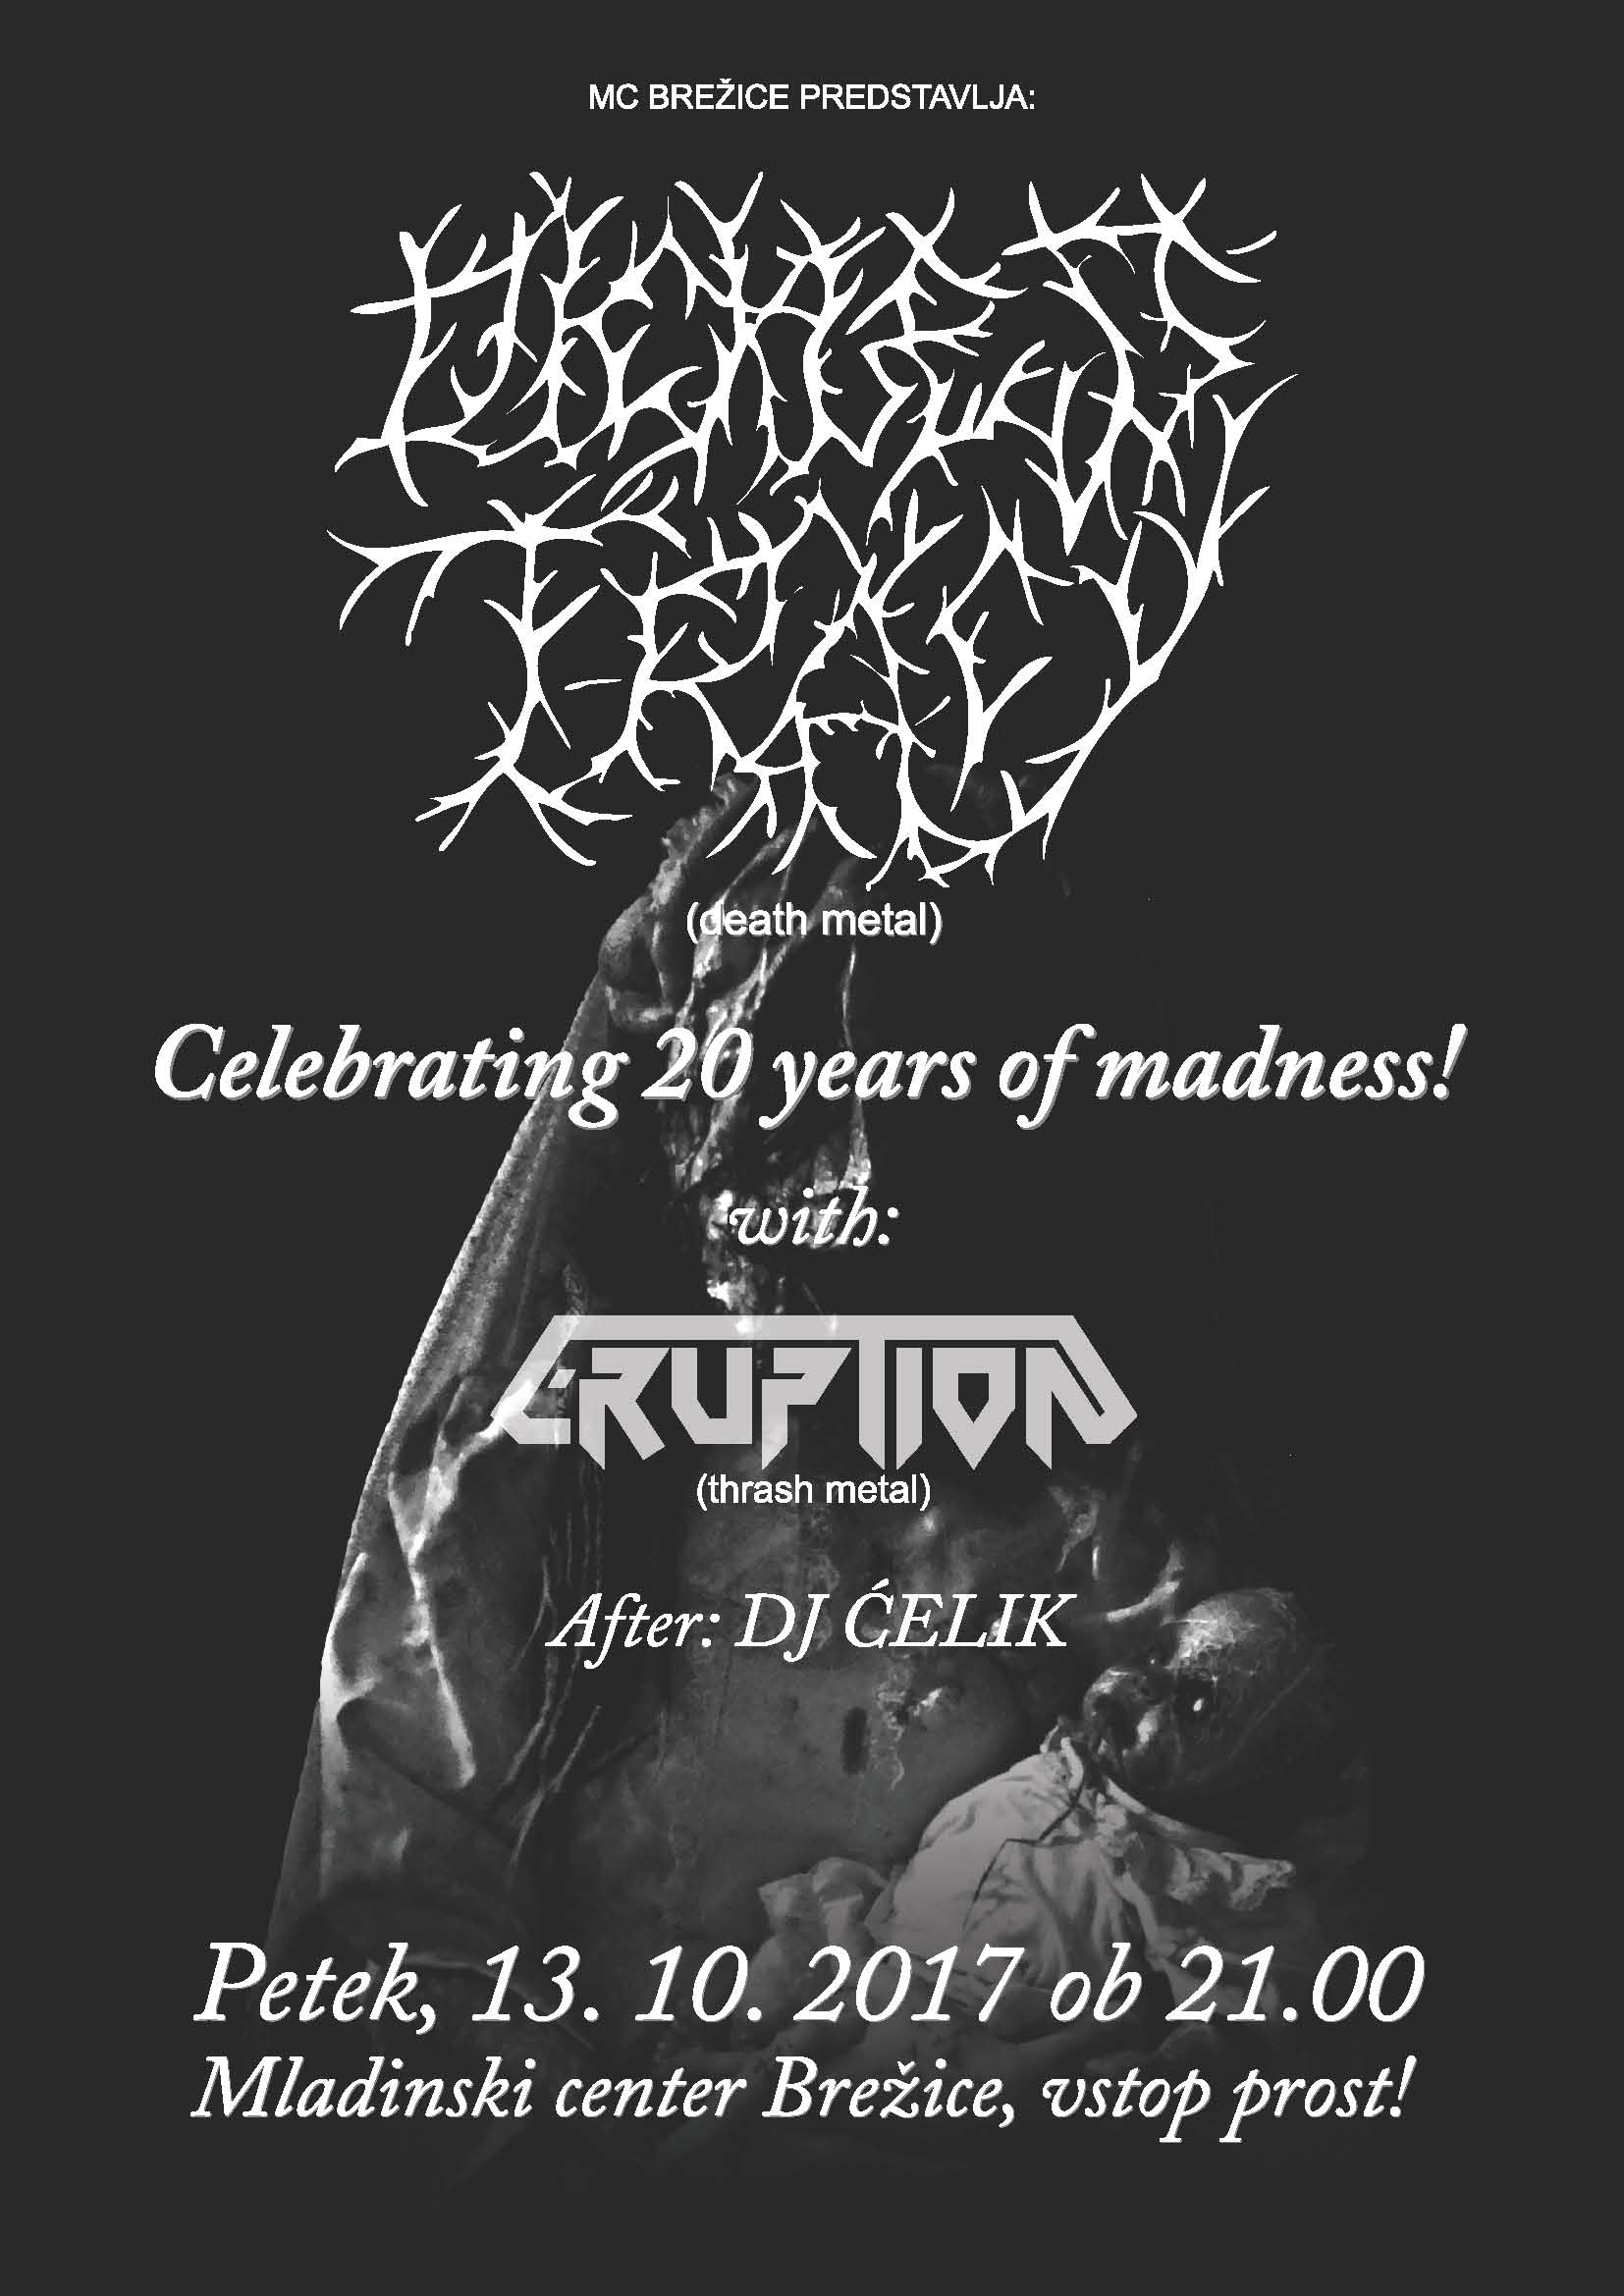 MC BREŽICE PREDSTAVLJA:
(death metal)
Celebrating 20 years of madness!
with:
ERUPTION
(thrash metal)
After: DJ ĆELIK
Petek, 13. 10. 2017 ob 21.00
Mladinski center Brežice, vstop prost!